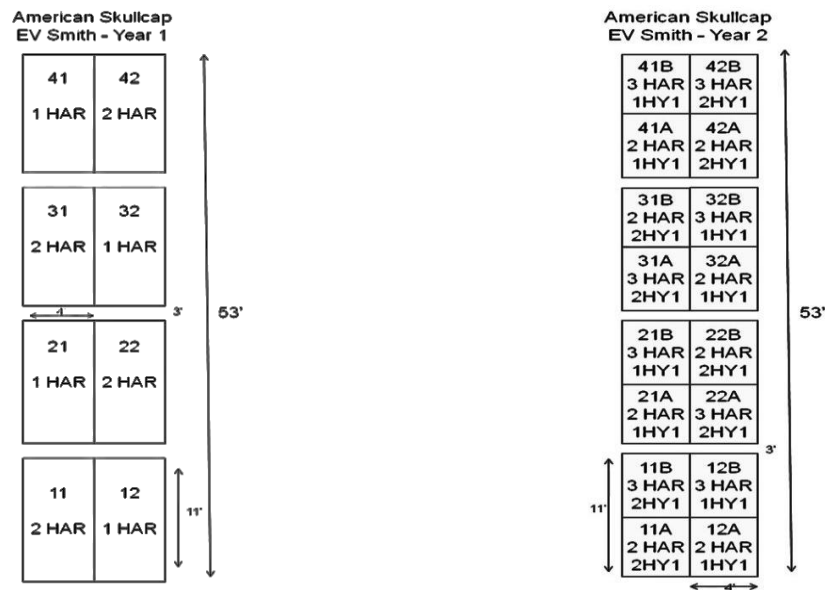 American Skullcap
EV Smith - Year 1
41
42
1 HAR
2 HAR
31
32
2 HAR
1 HAR
4'
3'
53'
21
22
1 HAR
2 HAR
11
12
11'
2 HAR
1 HAR
American Skullcap
EV Smith - Year 2
41B
3 HAR
1HY1
42B
3 HAR
2HY1
41A
2 HAR
1HY1
42A
2 HAR
2HY1
31B
2 HAR
2HY1
32B
3 HAR
1HY1
31A
3 HAR
2HY1
32A
2 HAR
1HY1
53'
21B
3 HAR
1HY1
22B
2 HAR
2HY1
21A
2 HAR
1HY1
22A
3 HAR
2HY1
3'
11B
3 HAR
2HY1
12B
3 HAR
1HY1
11'
11A
2 HAR
2HY1
12A
2 HAR
1HY1
4'